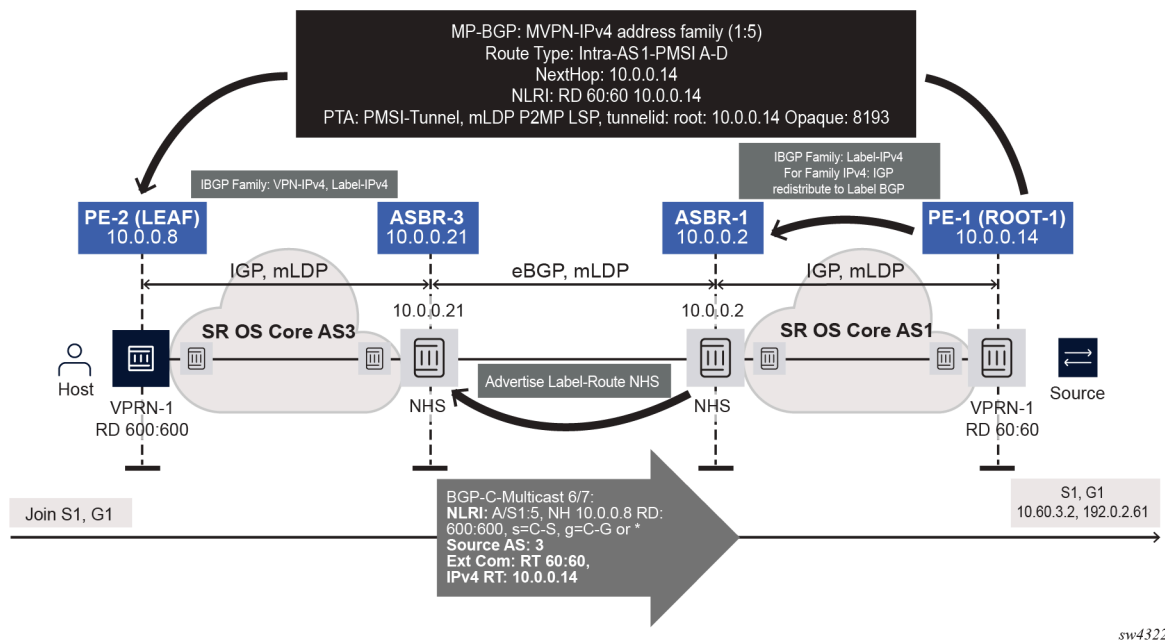 MP-BGP: MVPN-IPv4 address family (1:5)
Route Type: Intra-AS1-PMSI A-D
NextHop: 10.0.0.14
NLRI: RD 60:60 10.0.0.14
PTA: PMSI-Tunnel, mLDP P2MP LSP, tunnelid: root: 10.0.0.14 Opaque: 8193
IBGP Family: VPN-IPv4, Label-IPv4
IBGP Family: Label-IPv4
For Family IPv4: IGP
redistribute to Label BGP
PE-2 (LEAF)
10.0.0.8
ASBR-3
10.0.0.21
ASBR-1
10.0.0.2
PE-1 (ROOT-1)
10.0.0.14
IGP, mLDP
eBGP, mLDP
IGP, mLDP
10.0.0.21
10.0.0.2
SR OS Core AS3
SR OS Core AS1
Host
Advertise Label-Route NHS
Source
VPRN-1
RD 600:600
NHS
NHS
VPRN-1
RD 60:60
Join S1, G1
BGP-C-Multicast 6/7:
NLRI: A/S1:5, NH 10.0.0.8 RD:
600:600, s=C-S, g=C-G or *
Source AS: 3
Ext Com: RT 60:60,
IPv4 RT: 10.0.0.14
S1, G1
10.60.3.2, 192.0.2.61
sw4322